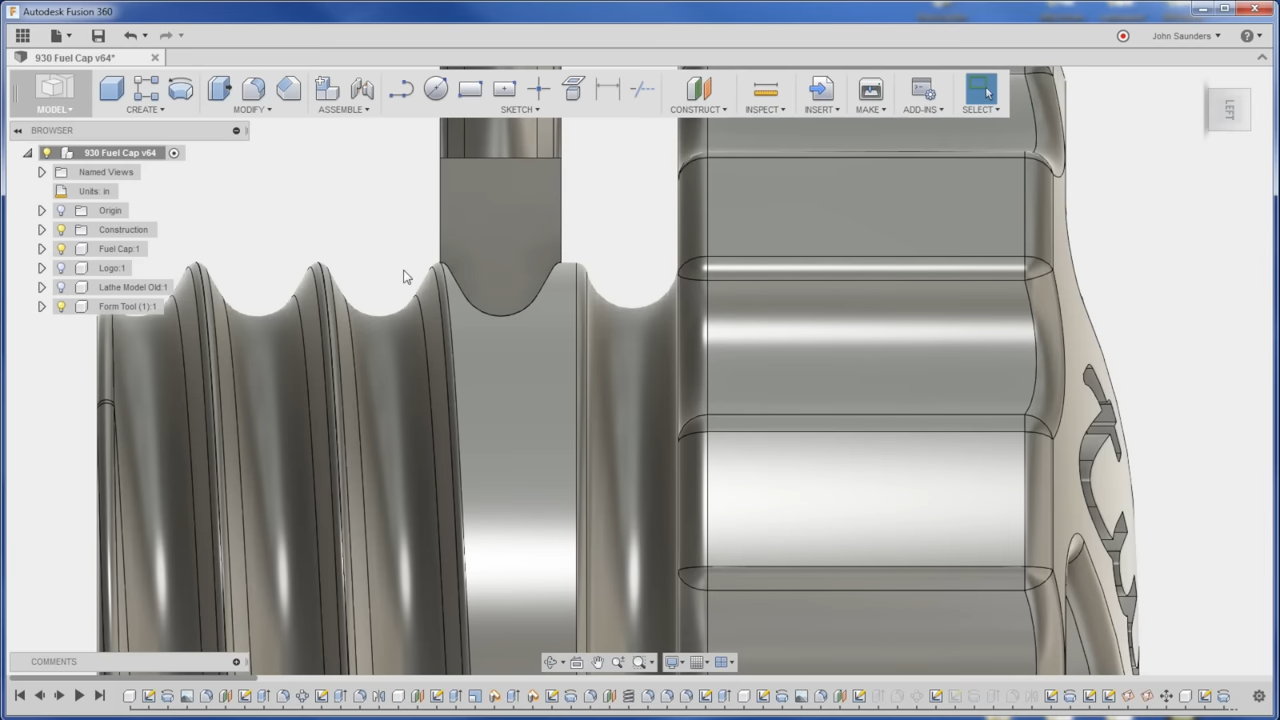 Autodesk Fusion 360
John Saunders
930 Fuel Cap v64*
MODEL
CREATE
MODIFY
ASSEMBLE
SKETCH
CONSTRUCT
INSPECT
INSERT
MAKE
ADD-INS
SELECT
LEFT
BROWSER
930 Fuel Cap v64
Named Views
Units: in
Origin
Construction
Fuel Cap:1
Logo:1
Lathe Model Old:1
Form Tool (1):1
COMMENTS